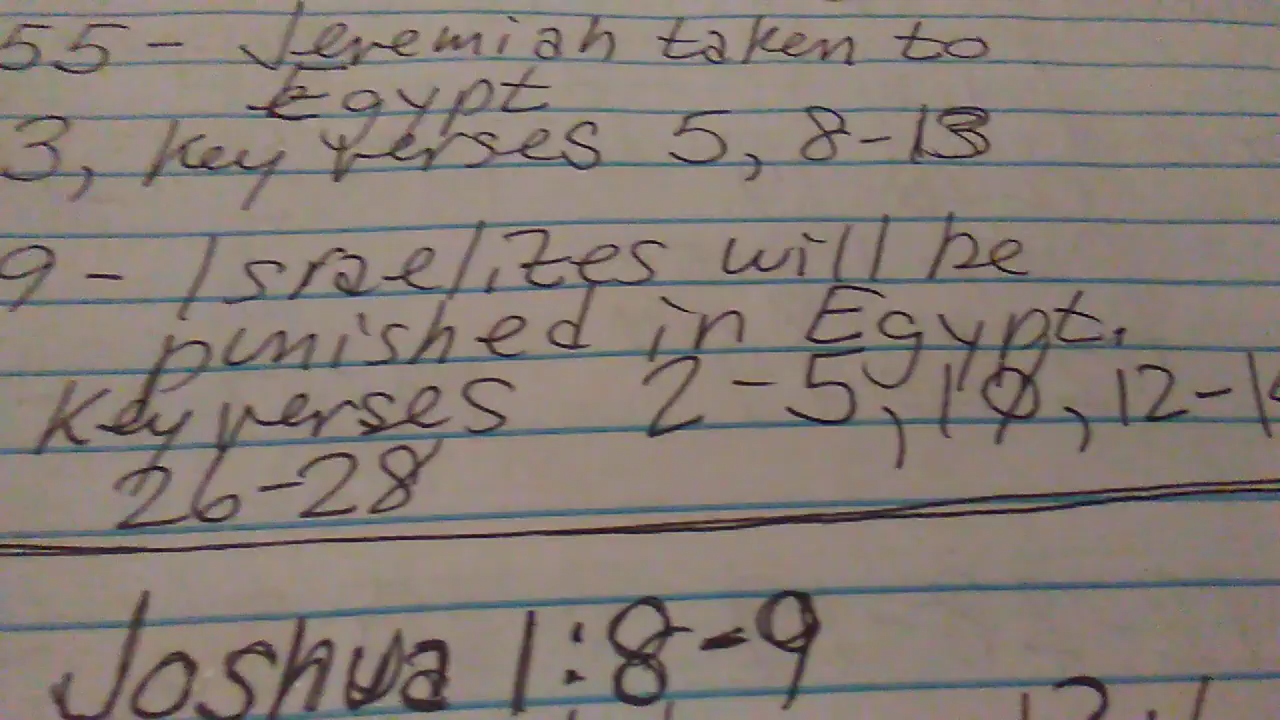 55 - Jeremiah taken to
Egypt
3, Key verses 5, 8-13
9 - Israelites will be
punished in Egypt.
Key verses 2-5, 10, 12-1
26-28
Joshua 1:8-9